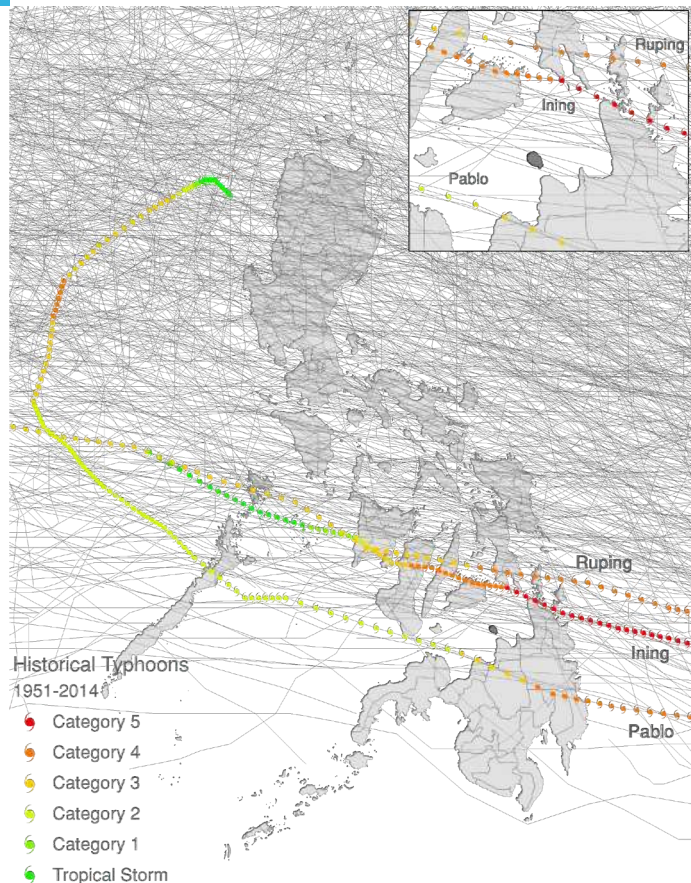 Ruping
Ining
Pablo
Ruping
Ining
Pablo
Historical Typhoons
1951-2014
Category 5
Category 4
Category 3
Category 2
Category 1
Tropical Storm